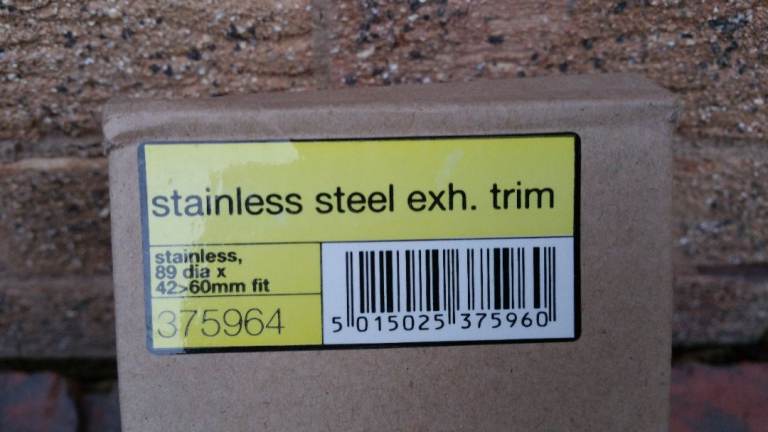 stainless steel exh. trim
stainless,
89 dia x
42>60mm fit
375964
5 015025 375960